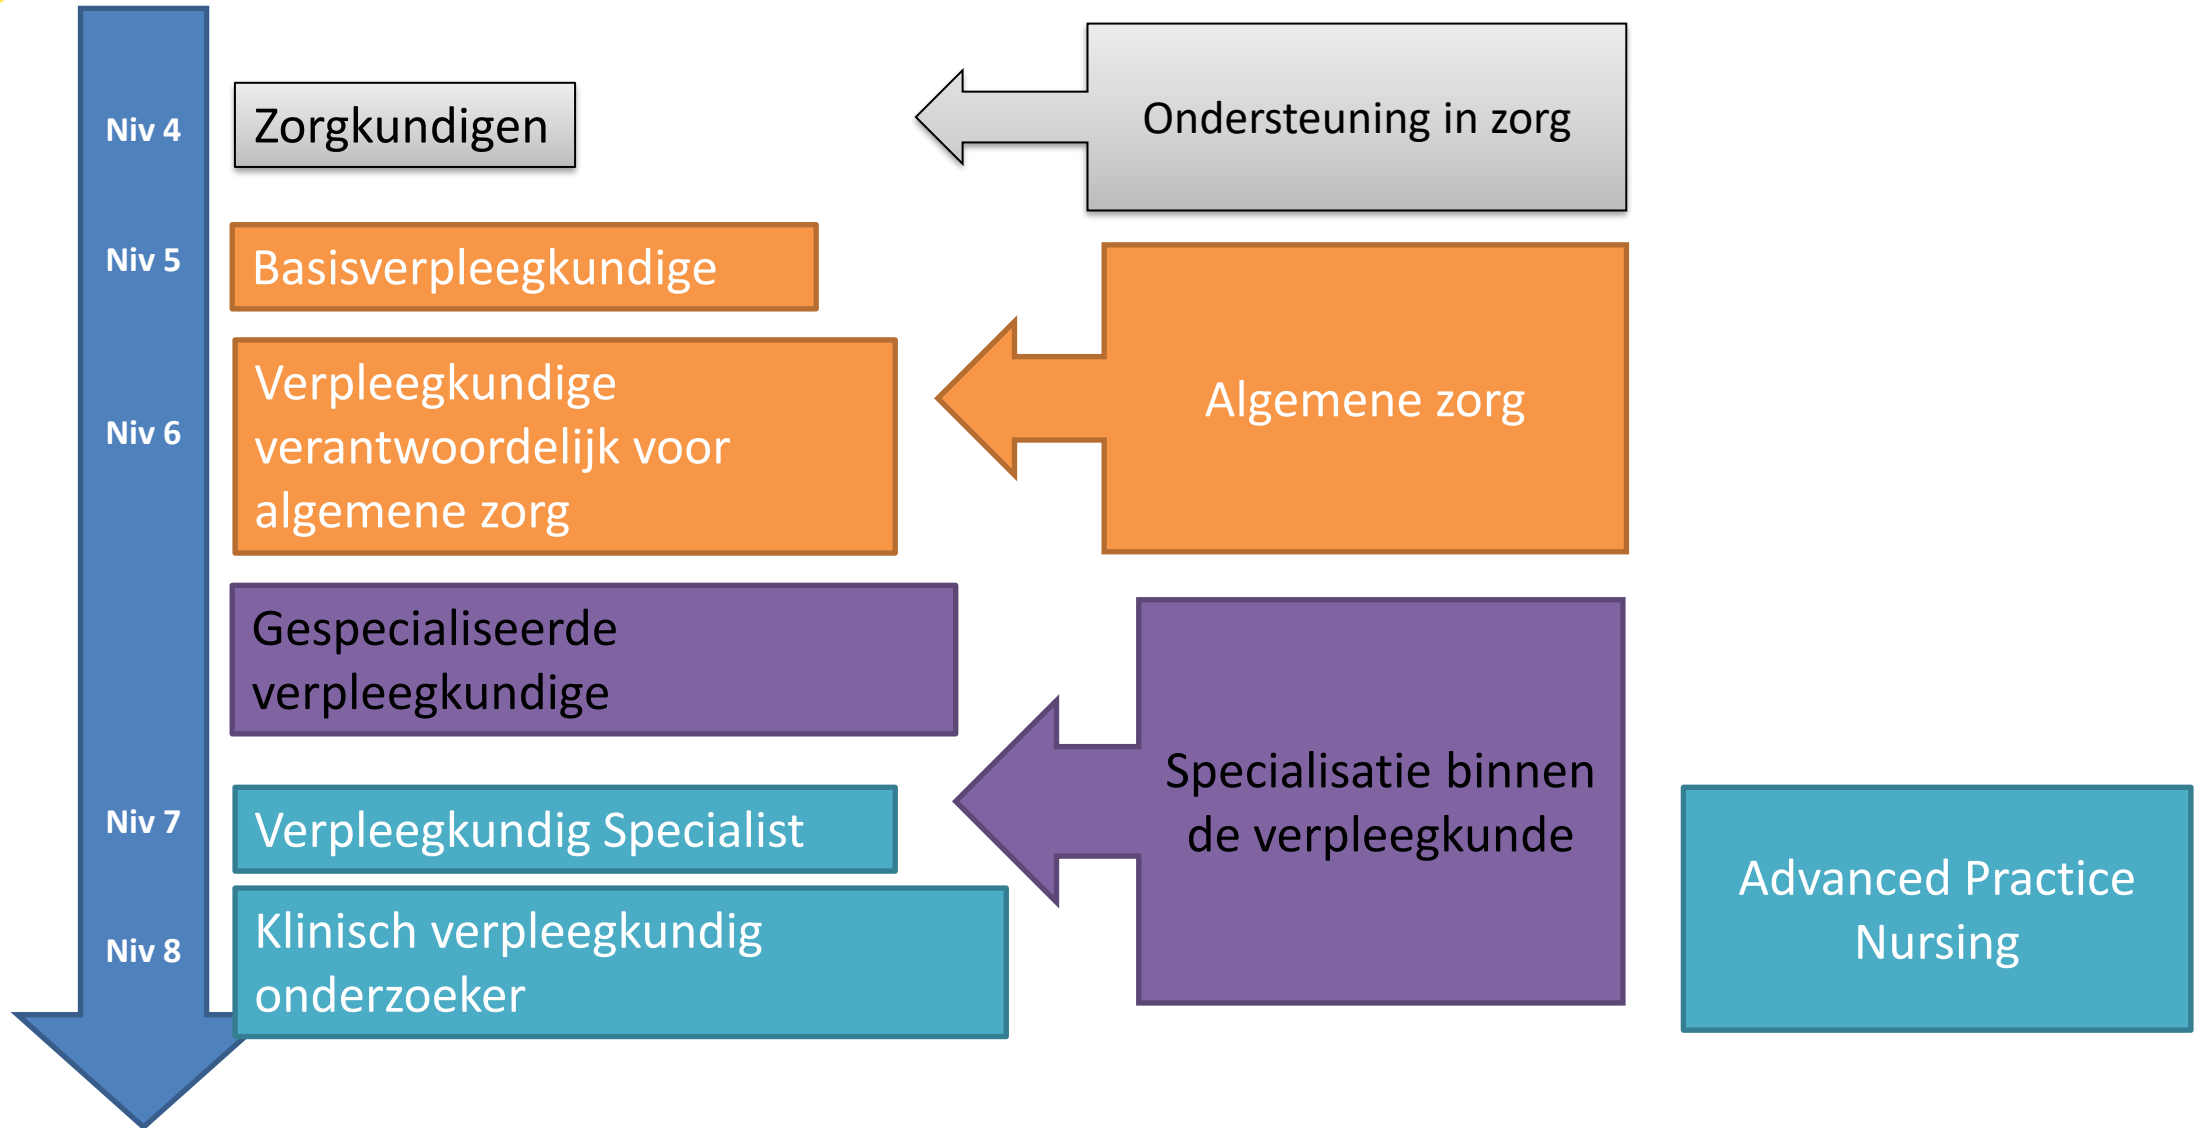 Niv 4
Zorgkundigen
Ondersteuning in zorg
Niv 5
Basisverpleegkundige
Niv 6
Verpleegkundige
verantwoordelijk voor
algemene zorg
Algemene zorg
Gespecialiseerde
verpleegkundige
Specialisatie binnen
de verpleegkunde
Niv 7
Verpleegkundig Specialist
Niv 8
Klinisch verpleegkundig
onderzoeker
Advanced Practice
Nursing